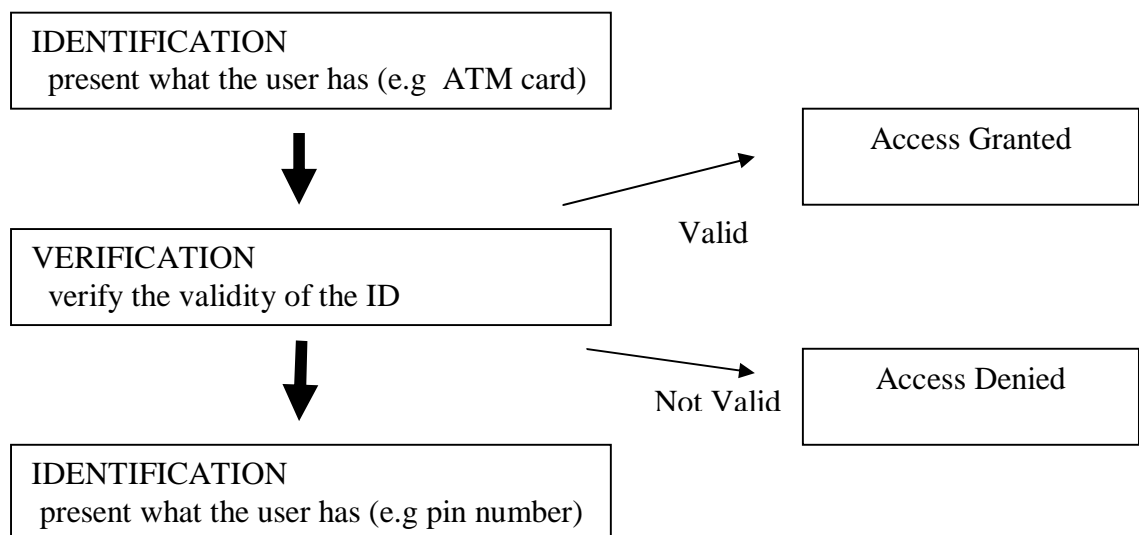 IDENTIFICATION
present what the user has (e.g ATM card)
Access Granted
Valid
VERIFICATION
verify the validity of the ID
Access Denied
Not Valid
IDENTIFICATION
present what the user has (e.g pin number)